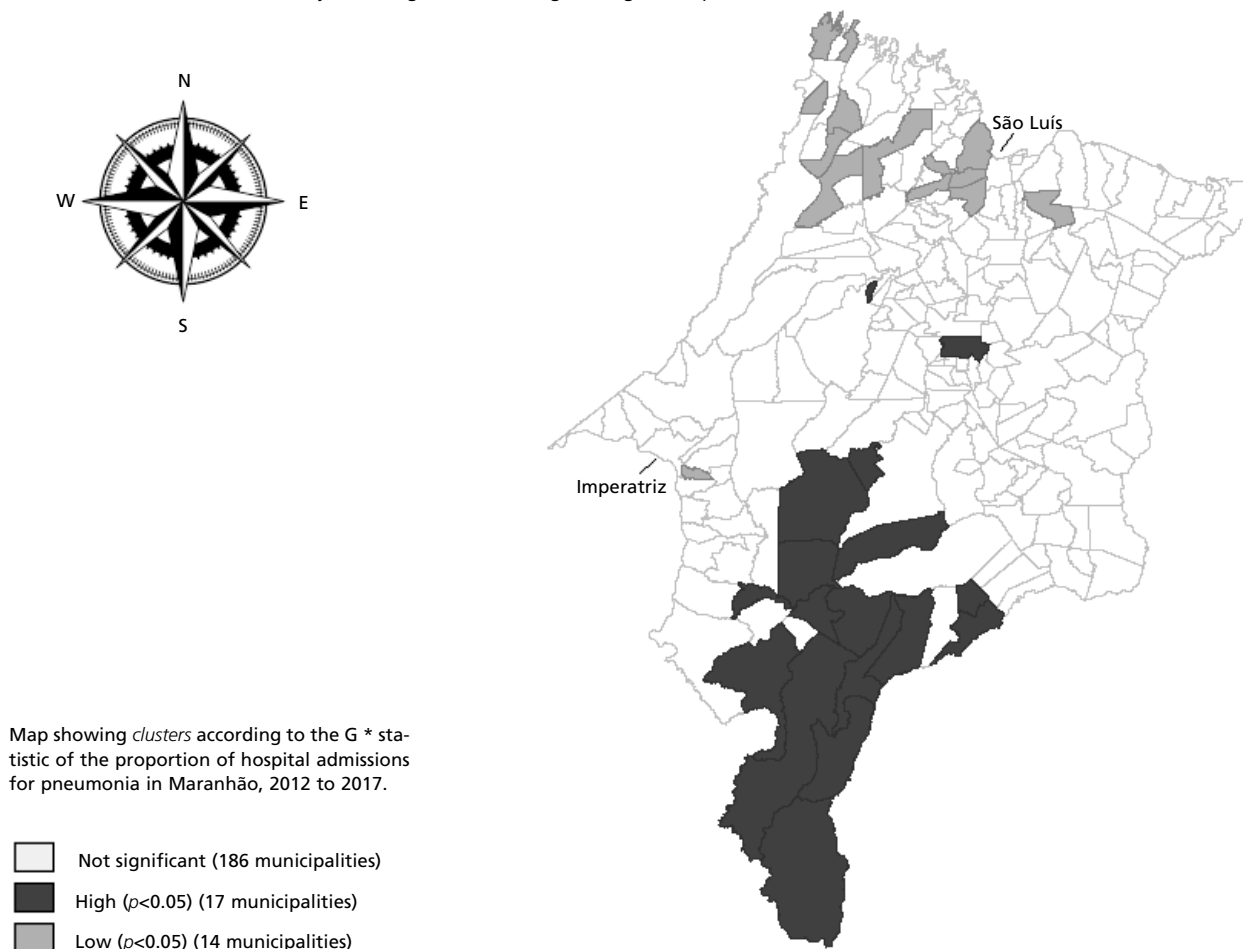 N
São Luís
W
E
S
Imperatriz
Map showing clusters according to the G * sta-
tistic of the proportion of hospital admissions
for pneumonia in Maranhão, 2012 to 2017.
Not significant (186 municipalities)
High (p<0.05) (17 municipalities)
Low (p<0.05) (14 municipalities)